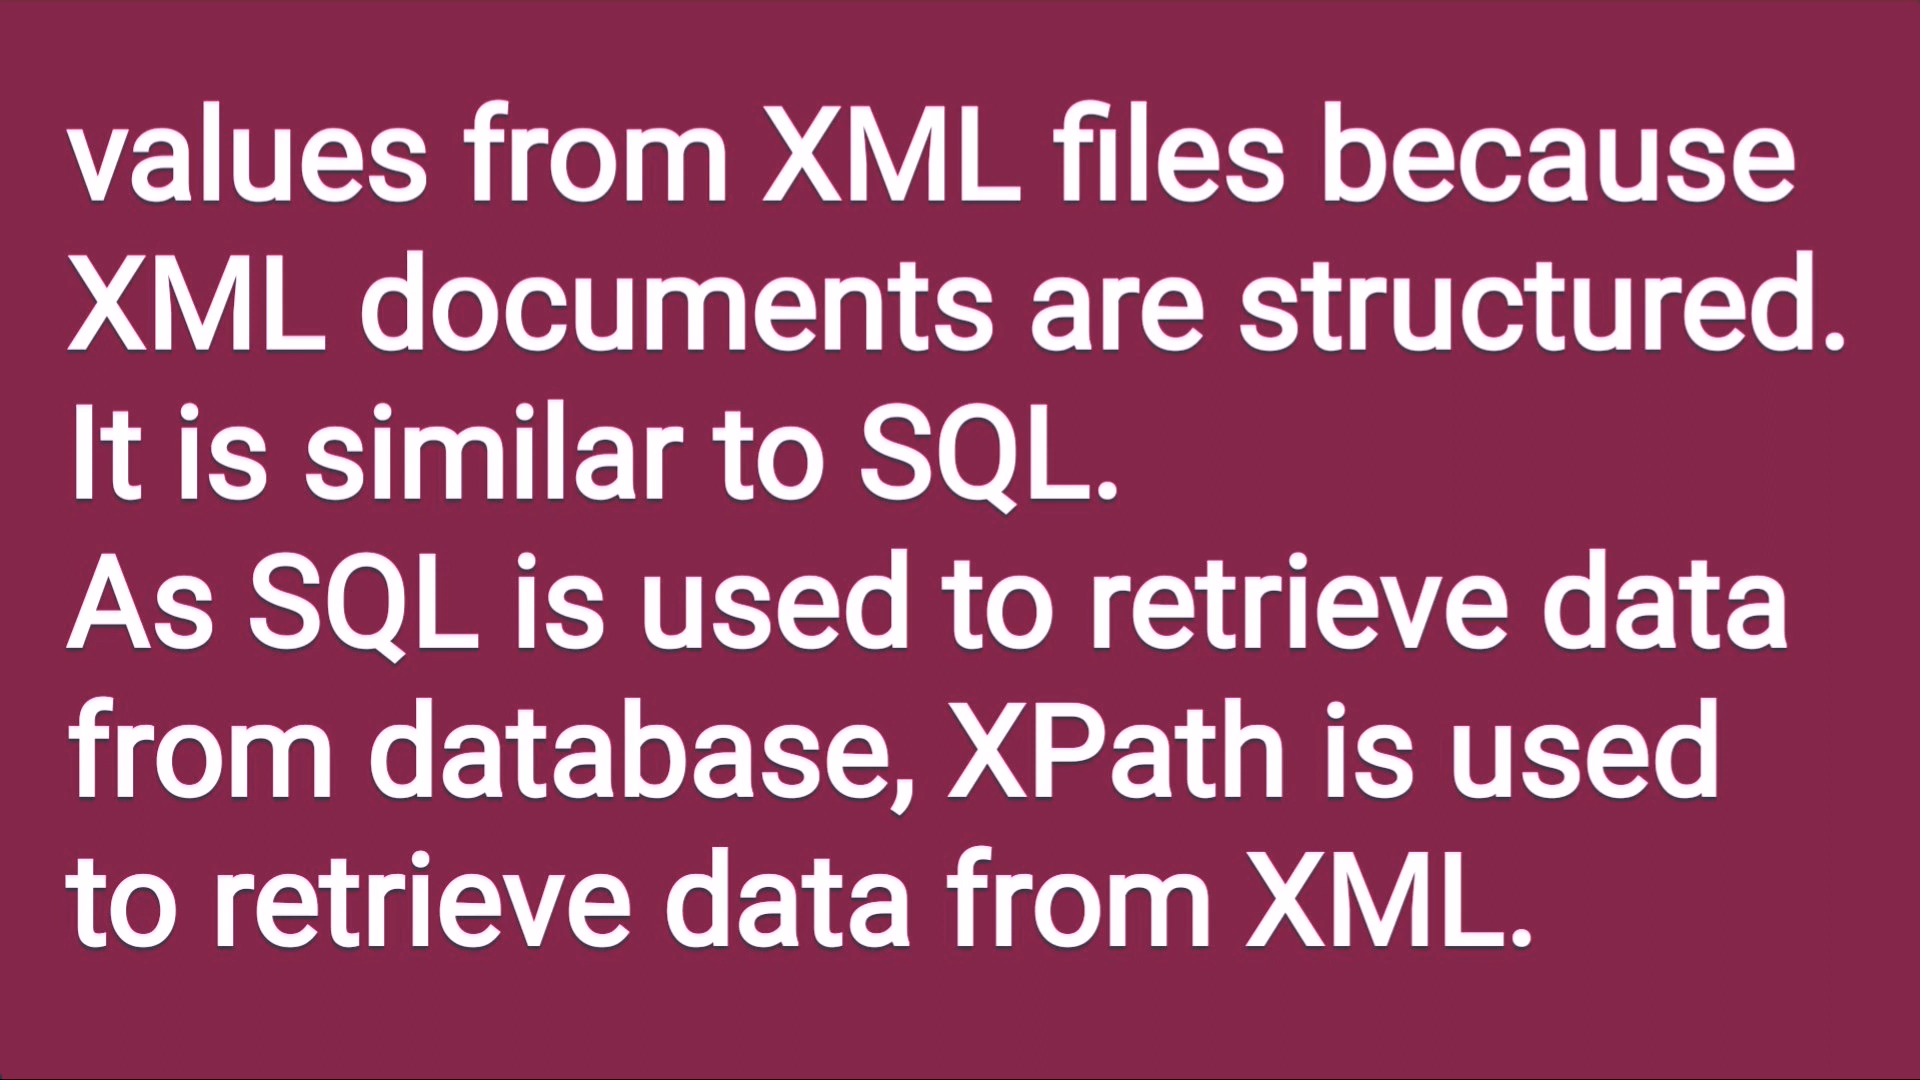 values from XML files because
XML documents are structured.
It is similar to SQL.
As SQL is used to retrieve data
from database, XPath is used
to retrieve data from XML.